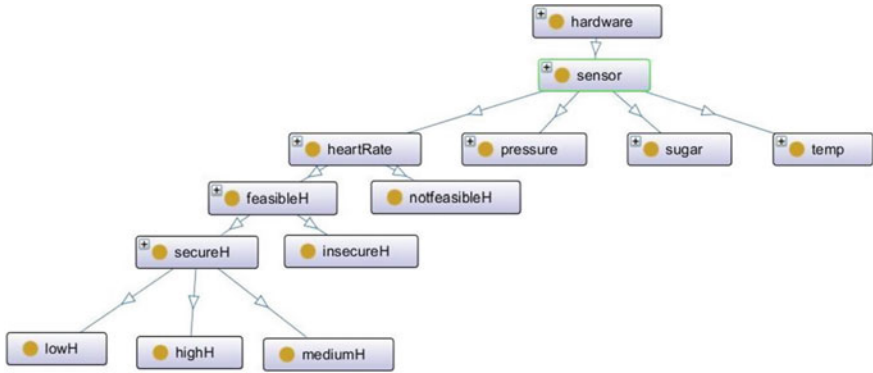 hardware
sensor
heartRate
pressure
sugar
temp
feasibleH
notfeasibleH
secureH
insecureH
lowH
highH
mediumH